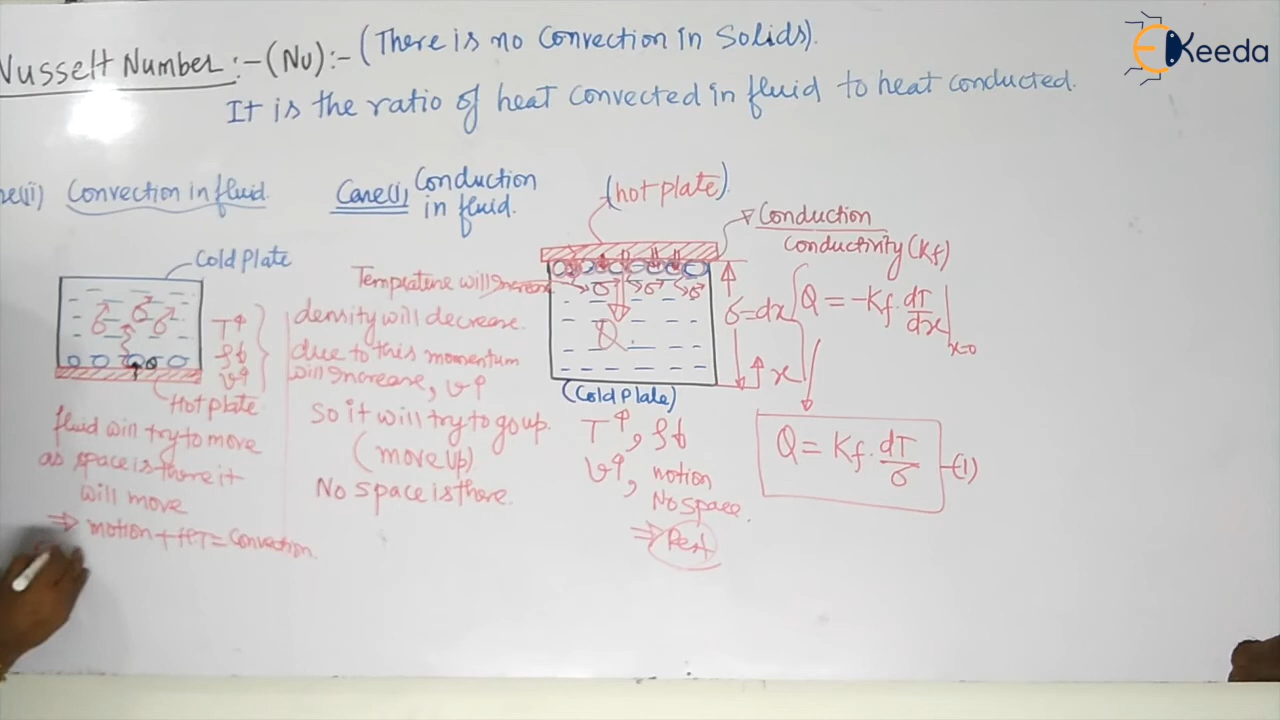 Nusselt Number :- (Nu) :- (There is no Convection in Solids).
It is the ratio of heat convected in fluid to heat conducted.
EKeeda
se(ii) Convection in fluid.
Cold plate
T↑
ρ↓
v↑
Hot plate
fluid will try to move
as space is there it
will move
⇒ motion + HT = Convection
Case(i) Conduction
in fluid.
Temprature will increase
density will decrease.
due to this momentum
will increase, v↑
So it will try to go up.
(move up)
No space is there.
(hot plate)
Conduction
Conductivity (Kf)
Q = -Kf. dT/dx |x=0
δ = dx
x
Q
(Cold Plate)
T↑, ρ↓
v↑, motion
No space
⇒ Rest
Q = Kf. dT/δ -(1)